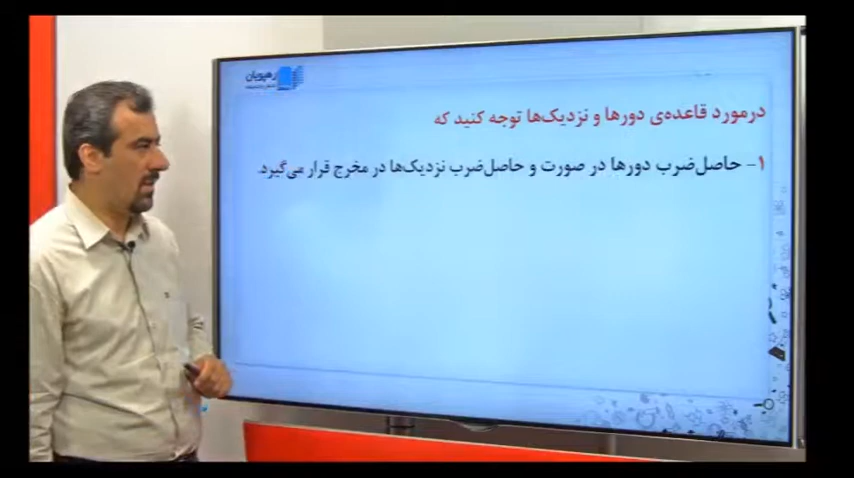 رهپویان
درمورد قاعده‌ی دورها و نزدیک‌ها توجه کنید که
۱- حاصل‌ضرب دورها در صورت و حاصل‌ضرب نزدیک‌ها در مخرج قرار می‌گیرد.